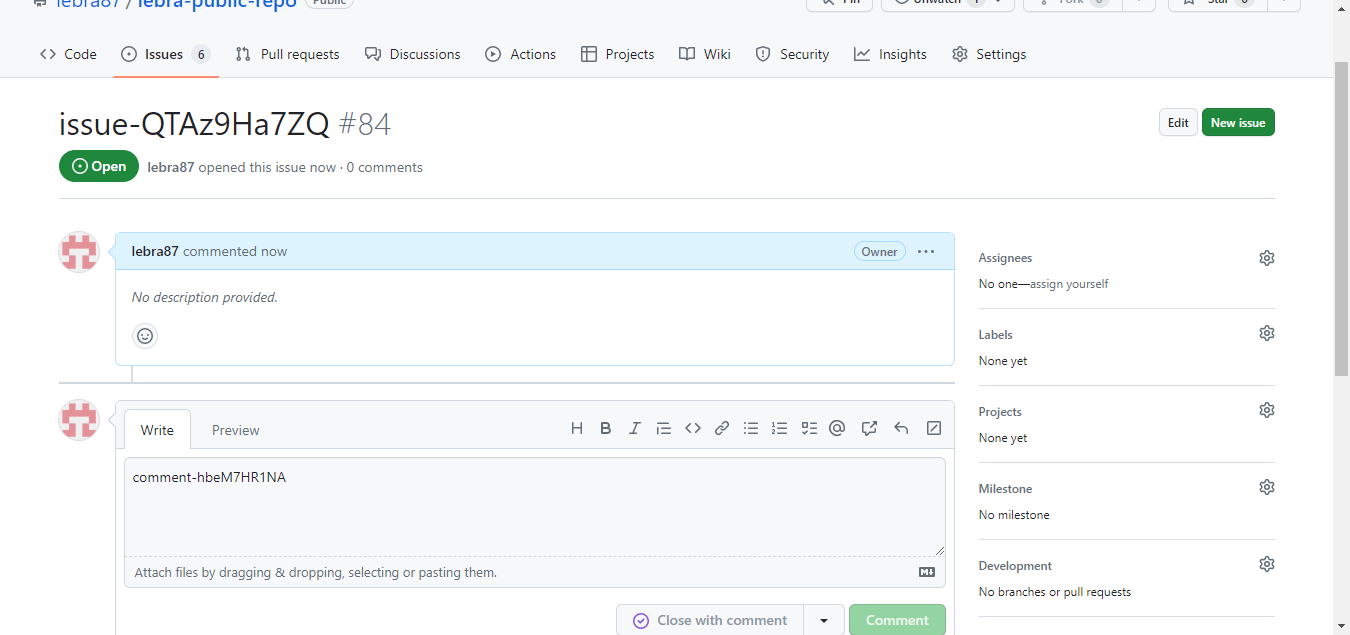 lebra87 / lebra-public-repo Public Pin Unwatch 1 Fork 0 Star 0
Code Issues 6 Pull requests Discussions Actions Projects Wiki Security Insights Settings
issue-QTAz9Ha7ZQ #84
Edit New issue
Open lebra87 opened this issue now · 0 comments
lebra87 commented now Owner
No description provided.
Assignees
No one—assign yourself
Labels
None yet
Projects
None yet
Write Preview
comment-hbeM7HR1NA
Milestone
No milestone
Attach files by dragging & dropping, selecting or pasting them.
Development
No branches or pull requests
Close with comment Comment